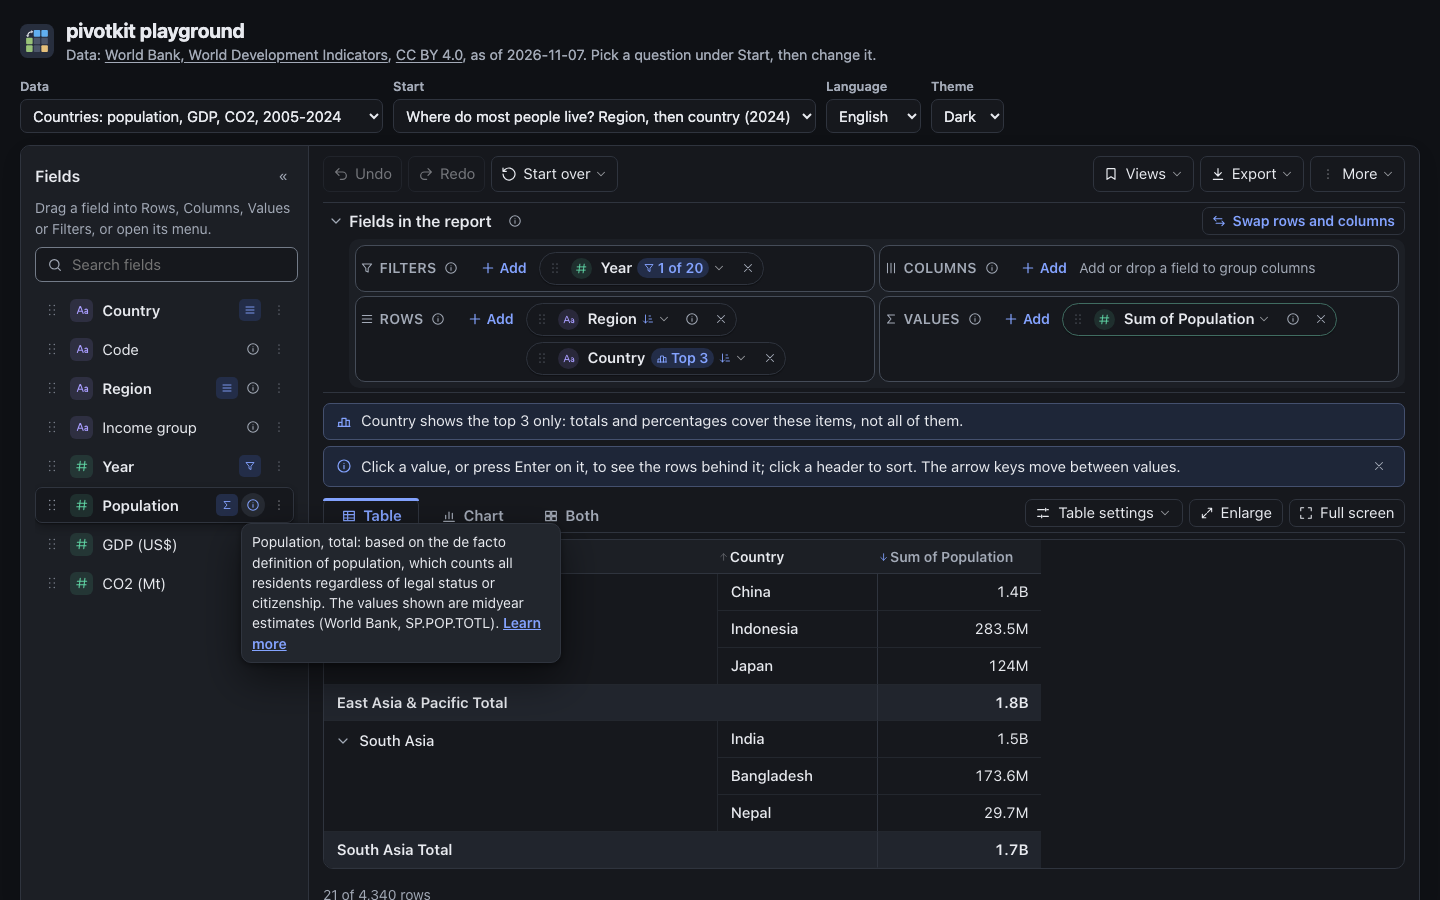 pivotkit playground
Data: World Bank, World Development Indicators, CC BY 4.0, as of 2026-11-07. Pick a question under Start, then change it.
Data
Start
Language
Theme
Countries: population, GDP, CO2, 2005-2024
Where do most people live? Region, then country (2024)
English
Dark
Fields
«
Drag a field into Rows, Columns, Values
or Filters, or open its menu.
Search fields
Aa Country
Aa Code
Aa Region
Aa Income group
# Year
# Population Σ
# GDP (US$)
# CO2 (Mt)
Undo
Redo
Start over
Views
Export
More
Fields in the report
Swap rows and columns
FILTERS
+ Add
# Year 1 of 20
COLUMNS
+ Add
Add or drop a field to group columns
ROWS
+ Add
Aa Region
Aa Country Top 3
Σ VALUES
+ Add
# Sum of Population
Country shows the top 3 only: totals and percentages cover these items, not all of them.
Click a value, or press Enter on it, to see the rows behind it; click a header to sort. The arrow keys move between values.
Table
Chart
Both
Table settings
Enlarge
Full screen
Population, total: based on the de facto
definition of population, which counts all
residents regardless of legal status or
citizenship. The values shown are midyear
estimates (World Bank, SP.POP.TOTL). Learn
more
↑ Country
↓ Sum of Population
China 1.4B
Indonesia 283.5M
Japan 124M
East Asia & Pacific Total 1.8B
South Asia
India 1.5B
Bangladesh 173.6M
Nepal 29.7M
South Asia Total 1.7B
21 of 4,340 rows